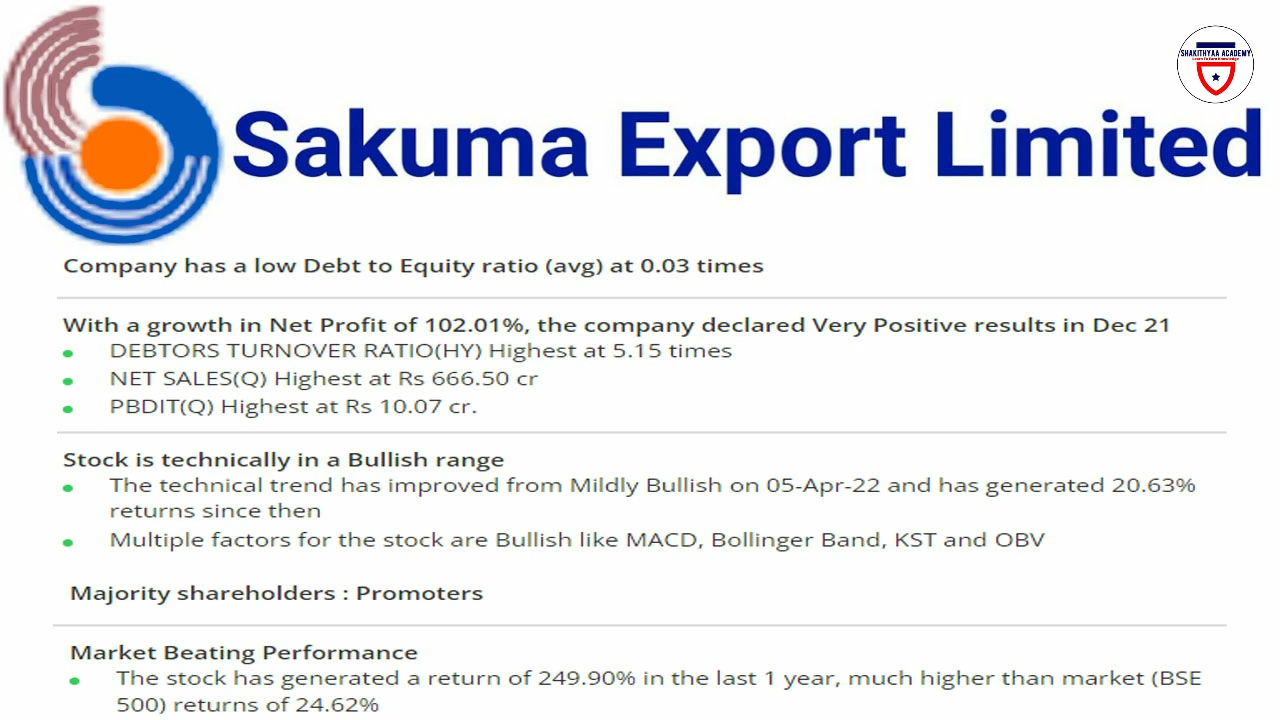 SHAKITHYAA ACADEMY
Learn To Earn Knowledge
Sakuma Export Limited
Company has a low Debt to Equity ratio (avg) at 0.03 times
With a growth in Net Profit of 102.01%, the company declared Very Positive results in Dec 21
DEBTORS TURNOVER RATIO(HY) Highest at 5.15 times
NET SALES(Q) Highest at Rs 666.50 cr
PBDIT(Q) Highest at Rs 10.07 cr.
Stock is technically in a Bullish range
The technical trend has improved from Mildly Bullish on 05-Apr-22 and has generated 20.63%
returns since then
Multiple factors for the stock are Bullish like MACD, Bollinger Band, KST and OBV
Majority shareholders : Promoters
Market Beating Performance
The stock has generated a return of 249.90% in the last 1 year, much higher than market (BSE
500) returns of 24.62%